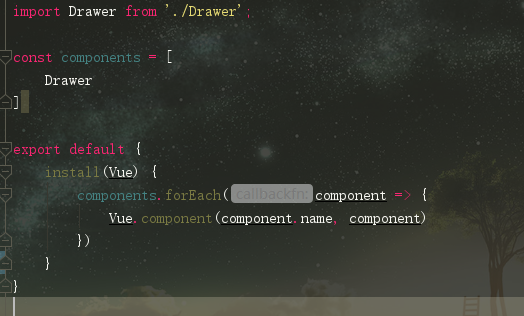 import Drawer from './Drawer';
const components = [
    Drawer
]
export default {
    install(Vue) {
        components.forEach( callbackfn: component => {
            Vue.component(component.name, component)
        })
    }
}